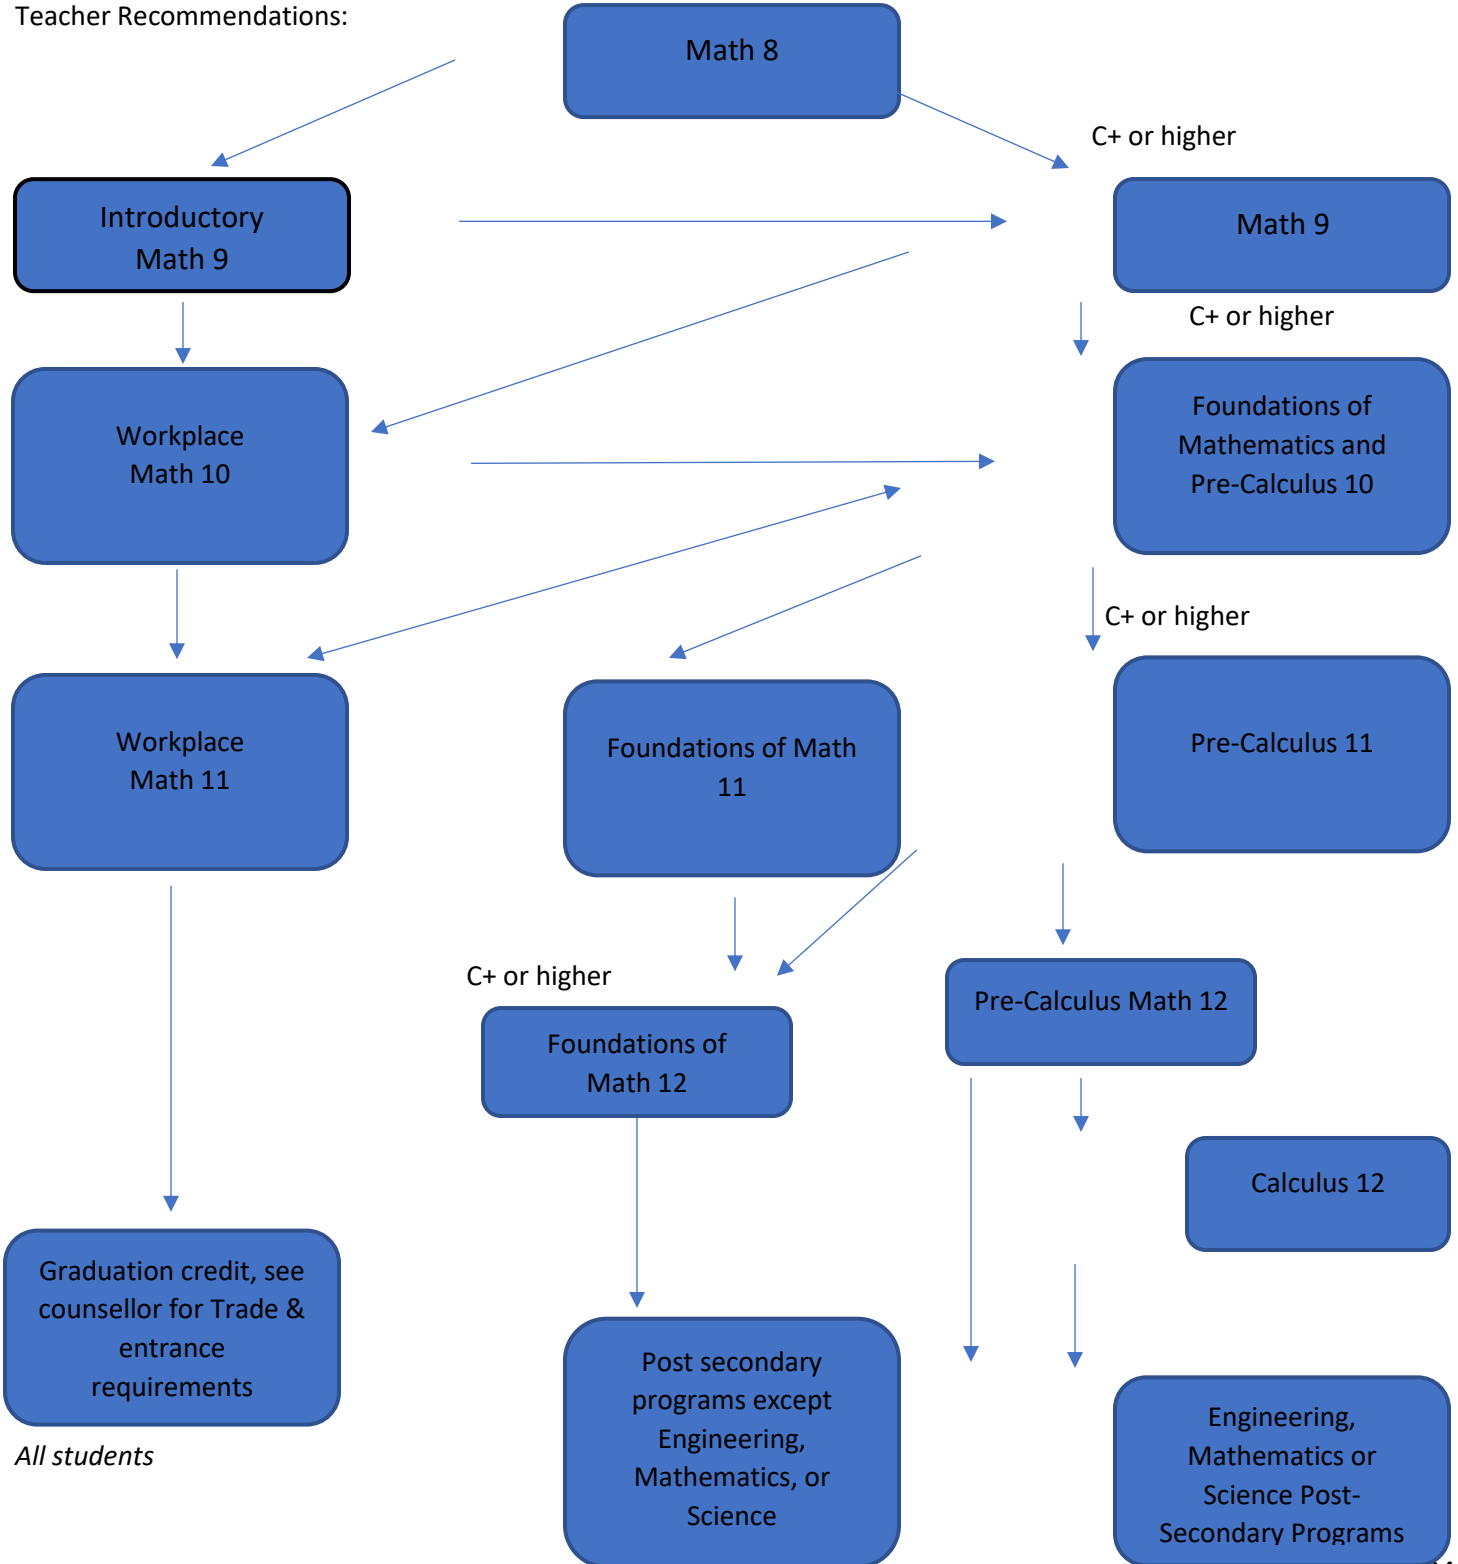 Teacher Recommendations:
Math 8
C+ or higher
Introductory
Math 9
Math 9
C+ or higher
Workplace
Math 10
Foundations of
Mathematics and
Pre-Calculus 10
C+ or higher
Workplace
Math 11
Foundations of Math
11
Pre-Calculus 11
C+ or higher
Foundations of
Math 12
Pre-Calculus Math 12
Calculus 12
Graduation credit, see
counsellor for Trade &
entrance
requirements
All students
Post secondary
programs except
Engineering,
Mathematics, or
Science
Engineering,
Mathematics or
Science Post-
Secondary Programs